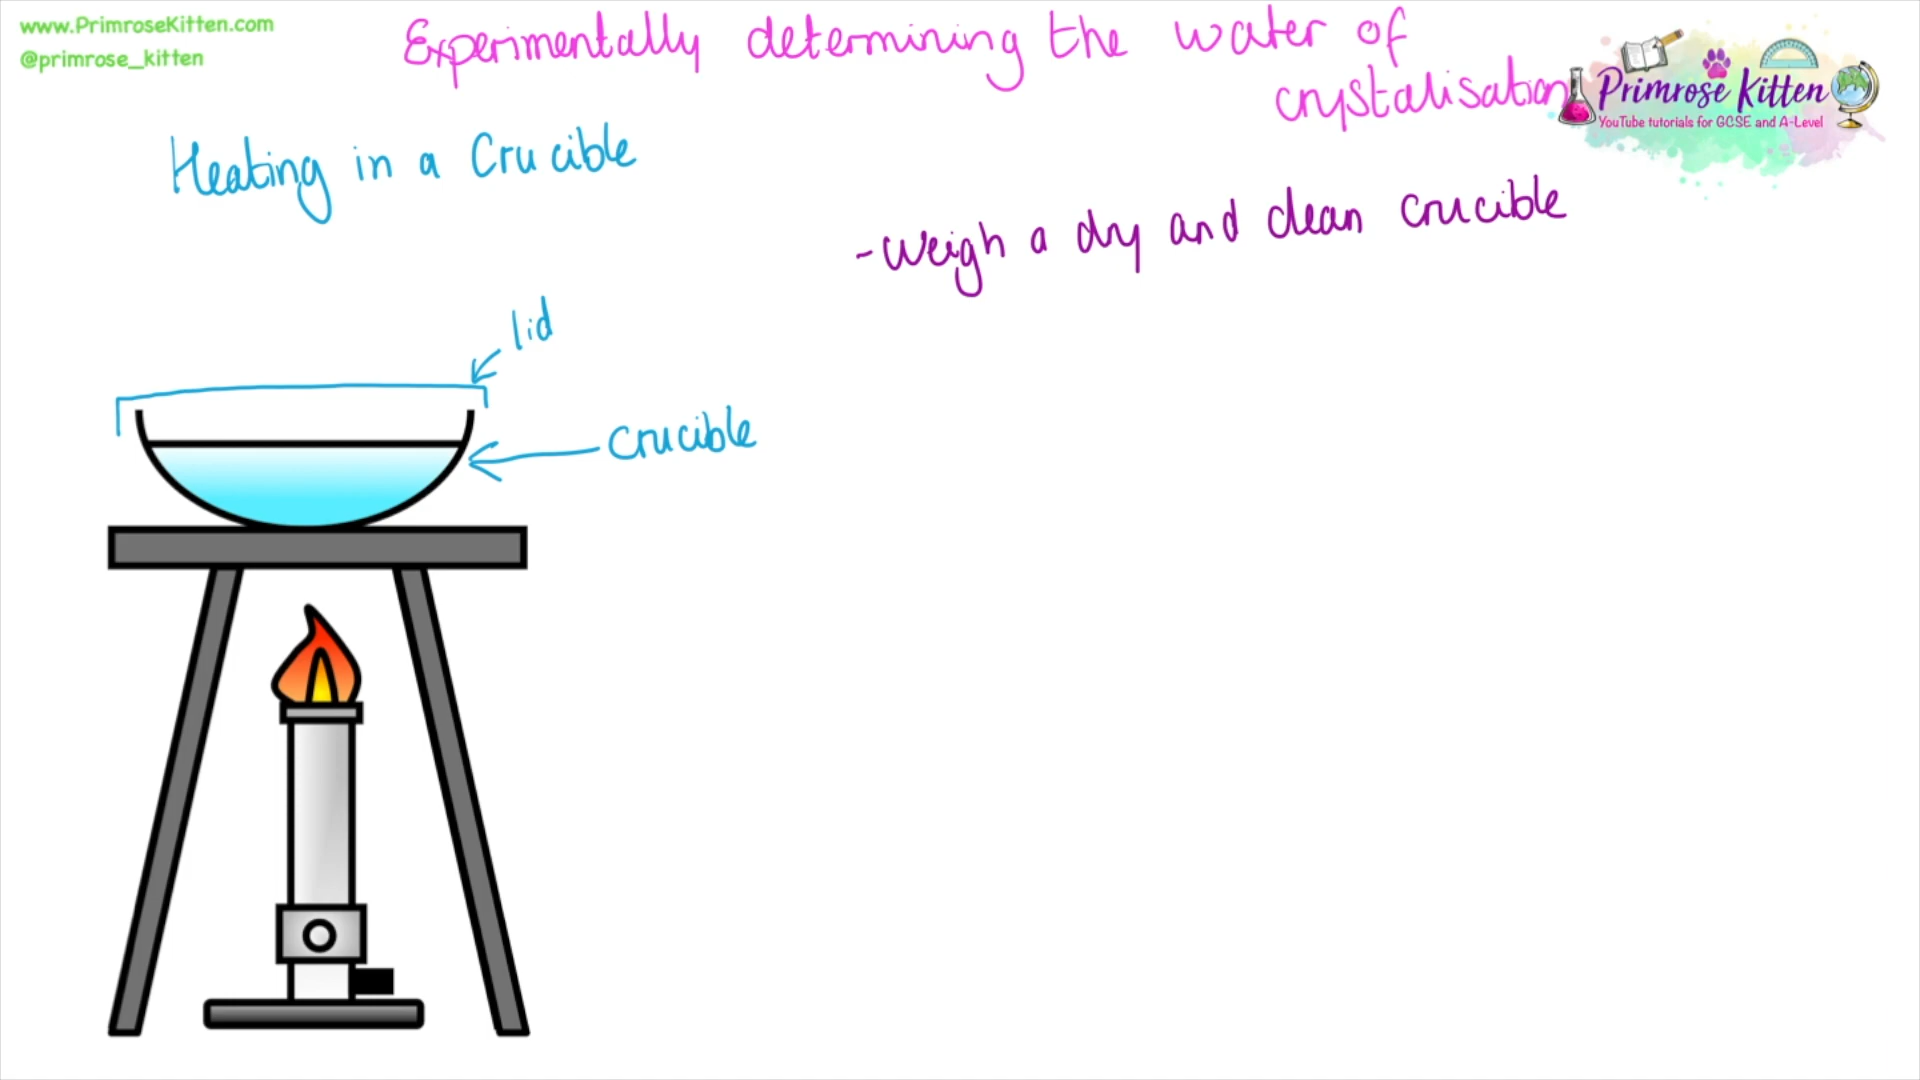 www.PrimroseKitten.com
@primrose_kitten
Experimentally determining the water of
crystalisation
Primrose Kitten
YouTube tutorials for GCSE and A-Level
Heating in a Crucible
-Weigh a dry and clean crucible
lid
Crucible